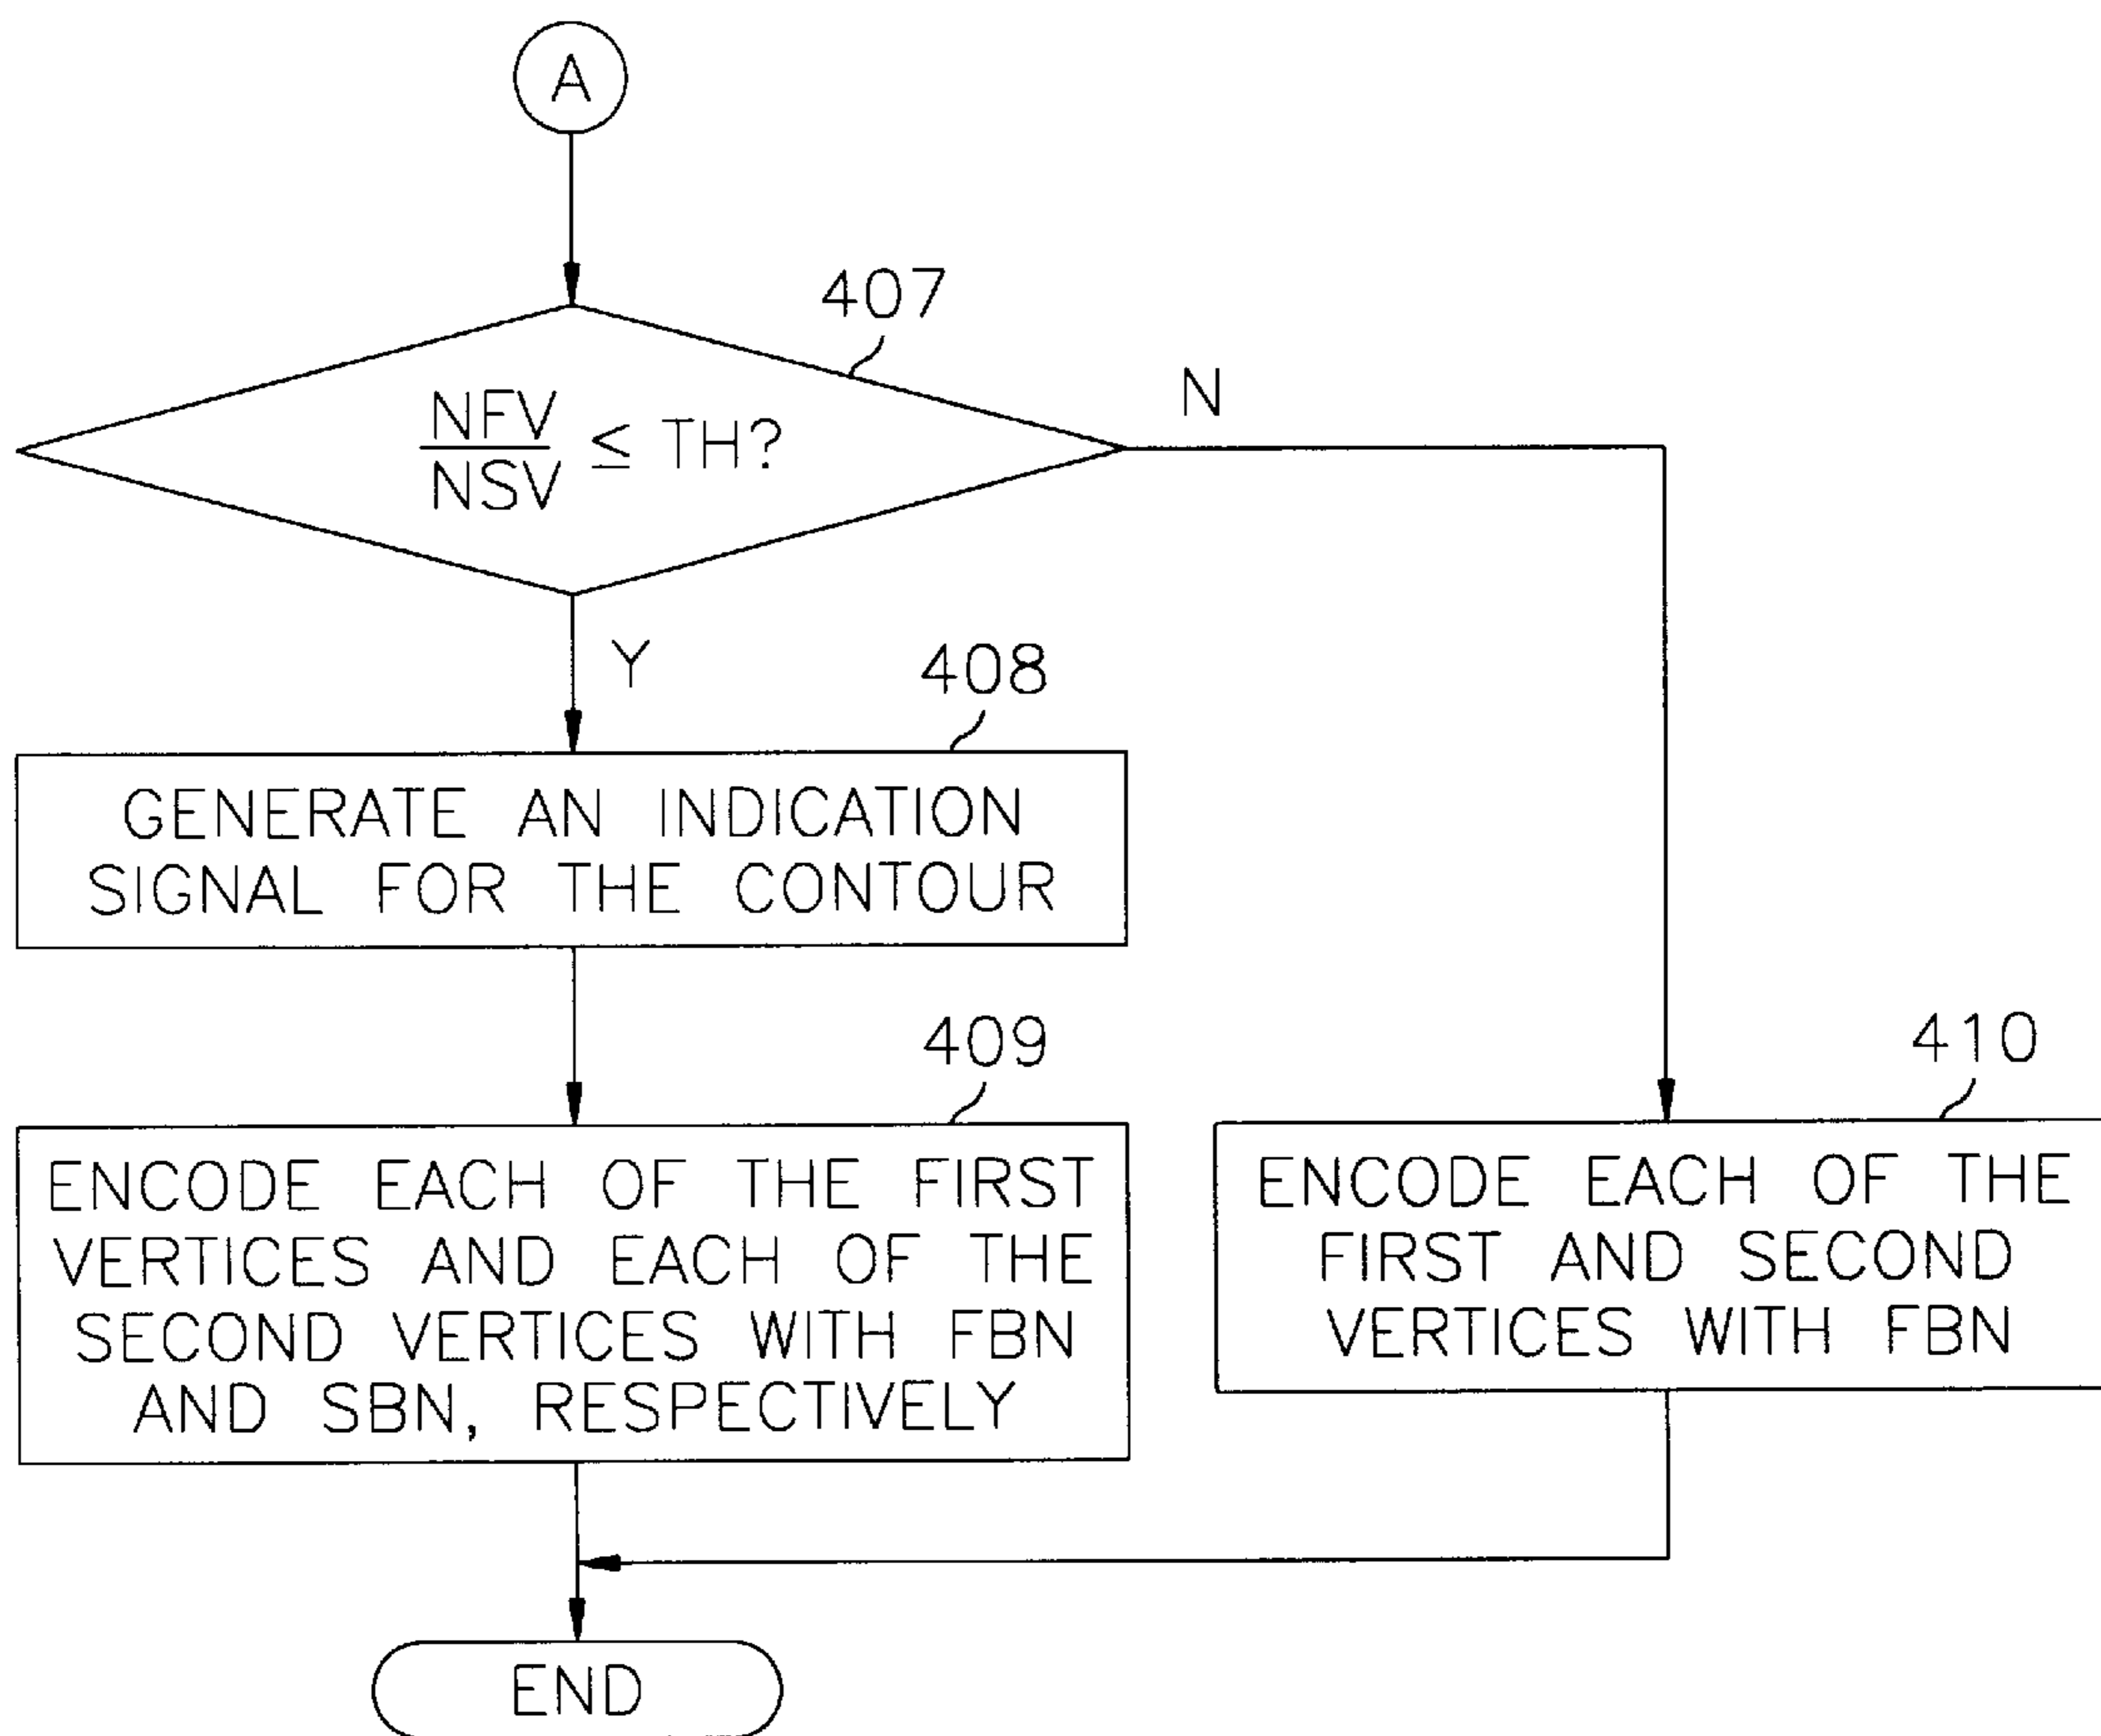 A
407
NFV
NSV
≤ TH?
N
Y
408
GENERATE AN INDICATION
SIGNAL FOR THE CONTOUR
409
ENCODE EACH OF THE FIRST
VERTICES AND EACH OF THE
SECOND VERTICES WITH FBN
AND SBN, RESPECTIVELY
410
ENCODE EACH OF THE
FIRST AND SECOND
VERTICES WITH FBN
END